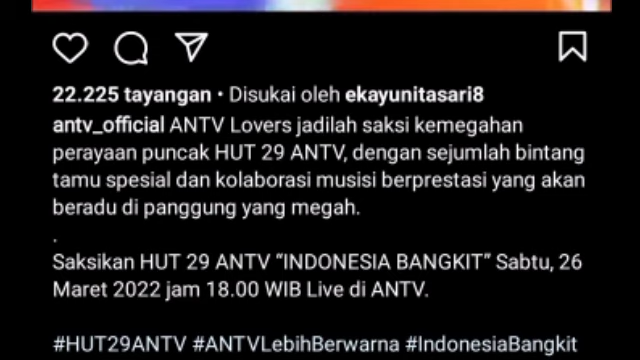 22.225 tayangan • Disukai oleh ekayunitasari8
antv_official ANTV Lovers jadilah saksi kemegahan
perayaan puncak HUT 29 ANTV, dengan sejumlah bintang
tamu spesial dan kolaborasi musisi berprestasi yang akan
beradu di panggung yang megah.
.
Saksikan HUT 29 ANTV “INDONESIA BANGKIT” Sabtu, 26
Maret 2022 jam 18.00 WIB Live di ANTV.
#HUT29ANTV #ANTVLebihBerwarna #IndonesiaBangkit